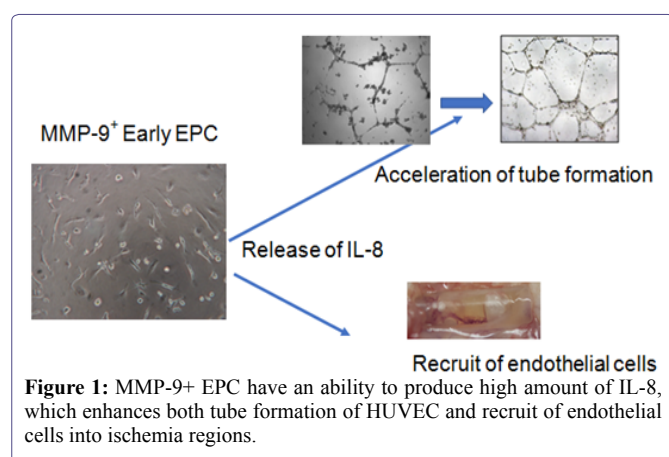 MMP-9+ Early EPC
Acceleration of tube formation
Release of IL-8
Recruit of endothelial cells
Figure 1: MMP-9+ EPC have an ability to produce high amount of IL-8,
which enhances both tube formation of HUVEC and recruit of endothelial
cells into ischemia regions.